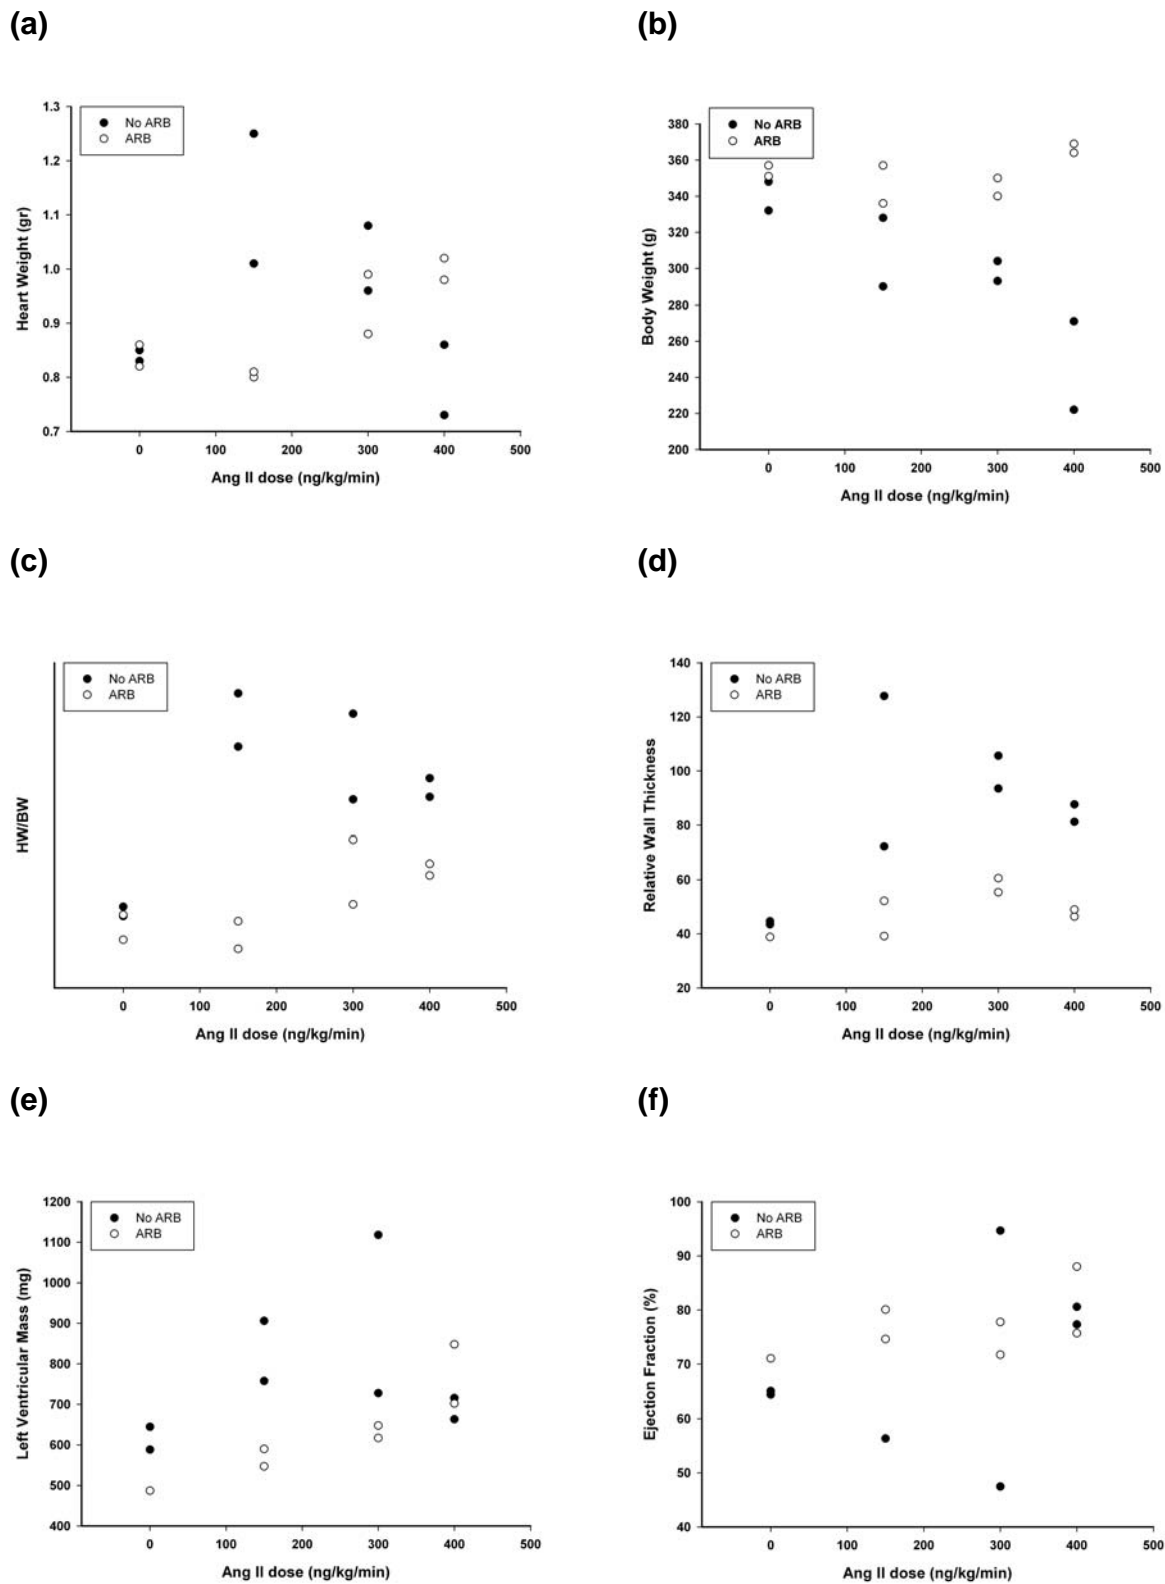 (a)
(b)
1.3
1.2
1.1
1.0
0.9
0.8
0.7
No ARB
ARB
Heart Weight (gr)
0 100 200 300 400 500
Ang II dose (ng/kg/min)
380
360
340
320
300
280
260
240
220
200
No ARB
ARB
Body Weight (g)
0 100 200 300 400 500
Ang II dose (ng/kg/min)
(c)
(d)
No ARB
ARB
HW/BW
0 100 200 300 400 500
Ang II dose (ng/kg/min)
140
120
100
80
60
40
20
No ARB
ARB
Relative Wall Thickness
0 100 200 300 400 500
Ang II dose (ng/kg/min)
(e)
(f)
1200
1100
1000
900
800
700
600
500
400
No ARB
ARB
Left Ventricular Mass (mg)
0 100 200 300 400 500
Ang II dose (ng/kg/min)
100
90
80
70
60
50
40
No ARB
ARB
Ejection Fraction (%)
0 100 200 300 400 500
Ang II dose (ng/kg/min)